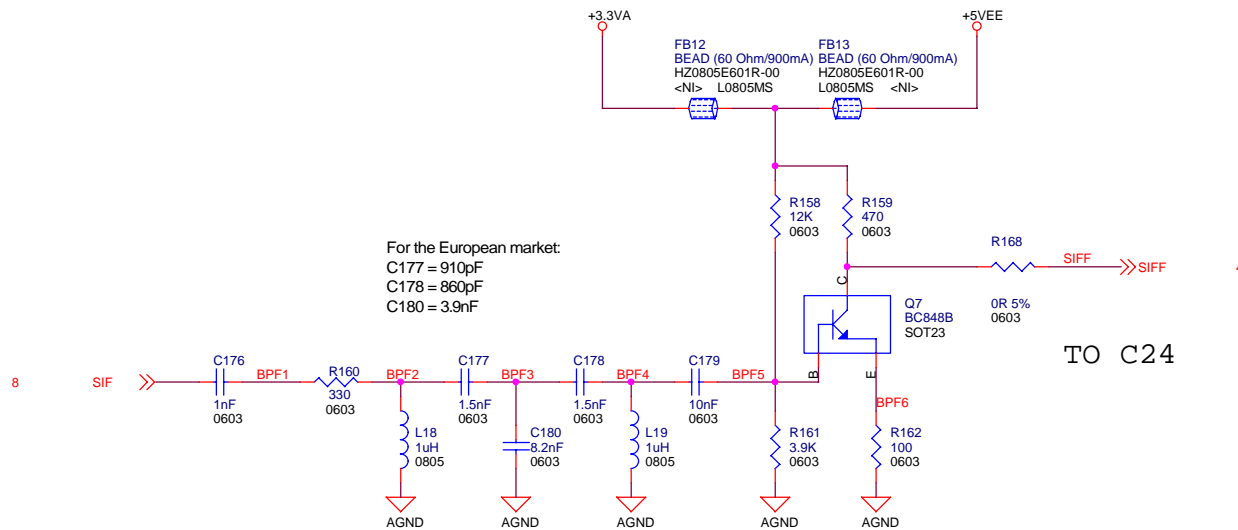 +3.3VA
+5VEE
FB12
BEAD (60 Ohm/900mA)
HZ0805E601R-00
<NI> L0805MS
FB13
BEAD (60 Ohm/900mA)
HZ0805E601R-00
L0805MS <NI>
R158
12K
0603
R159
470
0603
For the European market:
C177 = 910pF
C178 = 860pF
C180 = 3.9nF
R168
0R 5%
0603
SIFF
SIFF
C
Q7
BC848B
SOT23
B
E
TO C24
8
SIF
C176
1nF
0603
BPF1
R160
330
0603
BPF2
C177
1.5nF
0603
BPF3
C178
1.5nF
0603
BPF4
C179
10nF
0603
BPF5
BPF6
L18
1uH
0805
C180
8.2nF
0603
L19
1uH
0805
R161
3.9K
0603
R162
100
0603
AGND
AGND
AGND
AGND
AGND